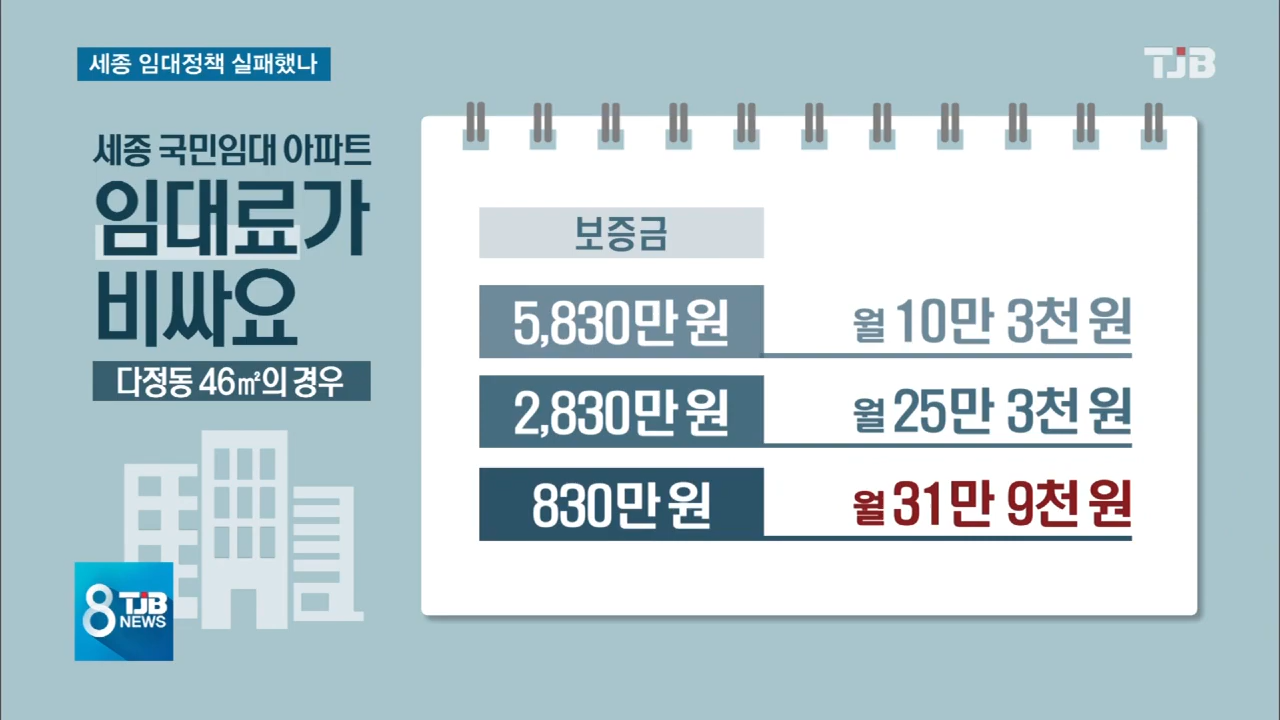 세종 임대정책 실패했나
TJB
세종 국민임대 아파트
임대료가
비싸요
다정동 46㎡의 경우
보증금
5,830만 원 월 10만 3천 원
2,830만 원 월 25만 3천 원
830만 원 월 31만 9천 원
8 TJB
NEWS